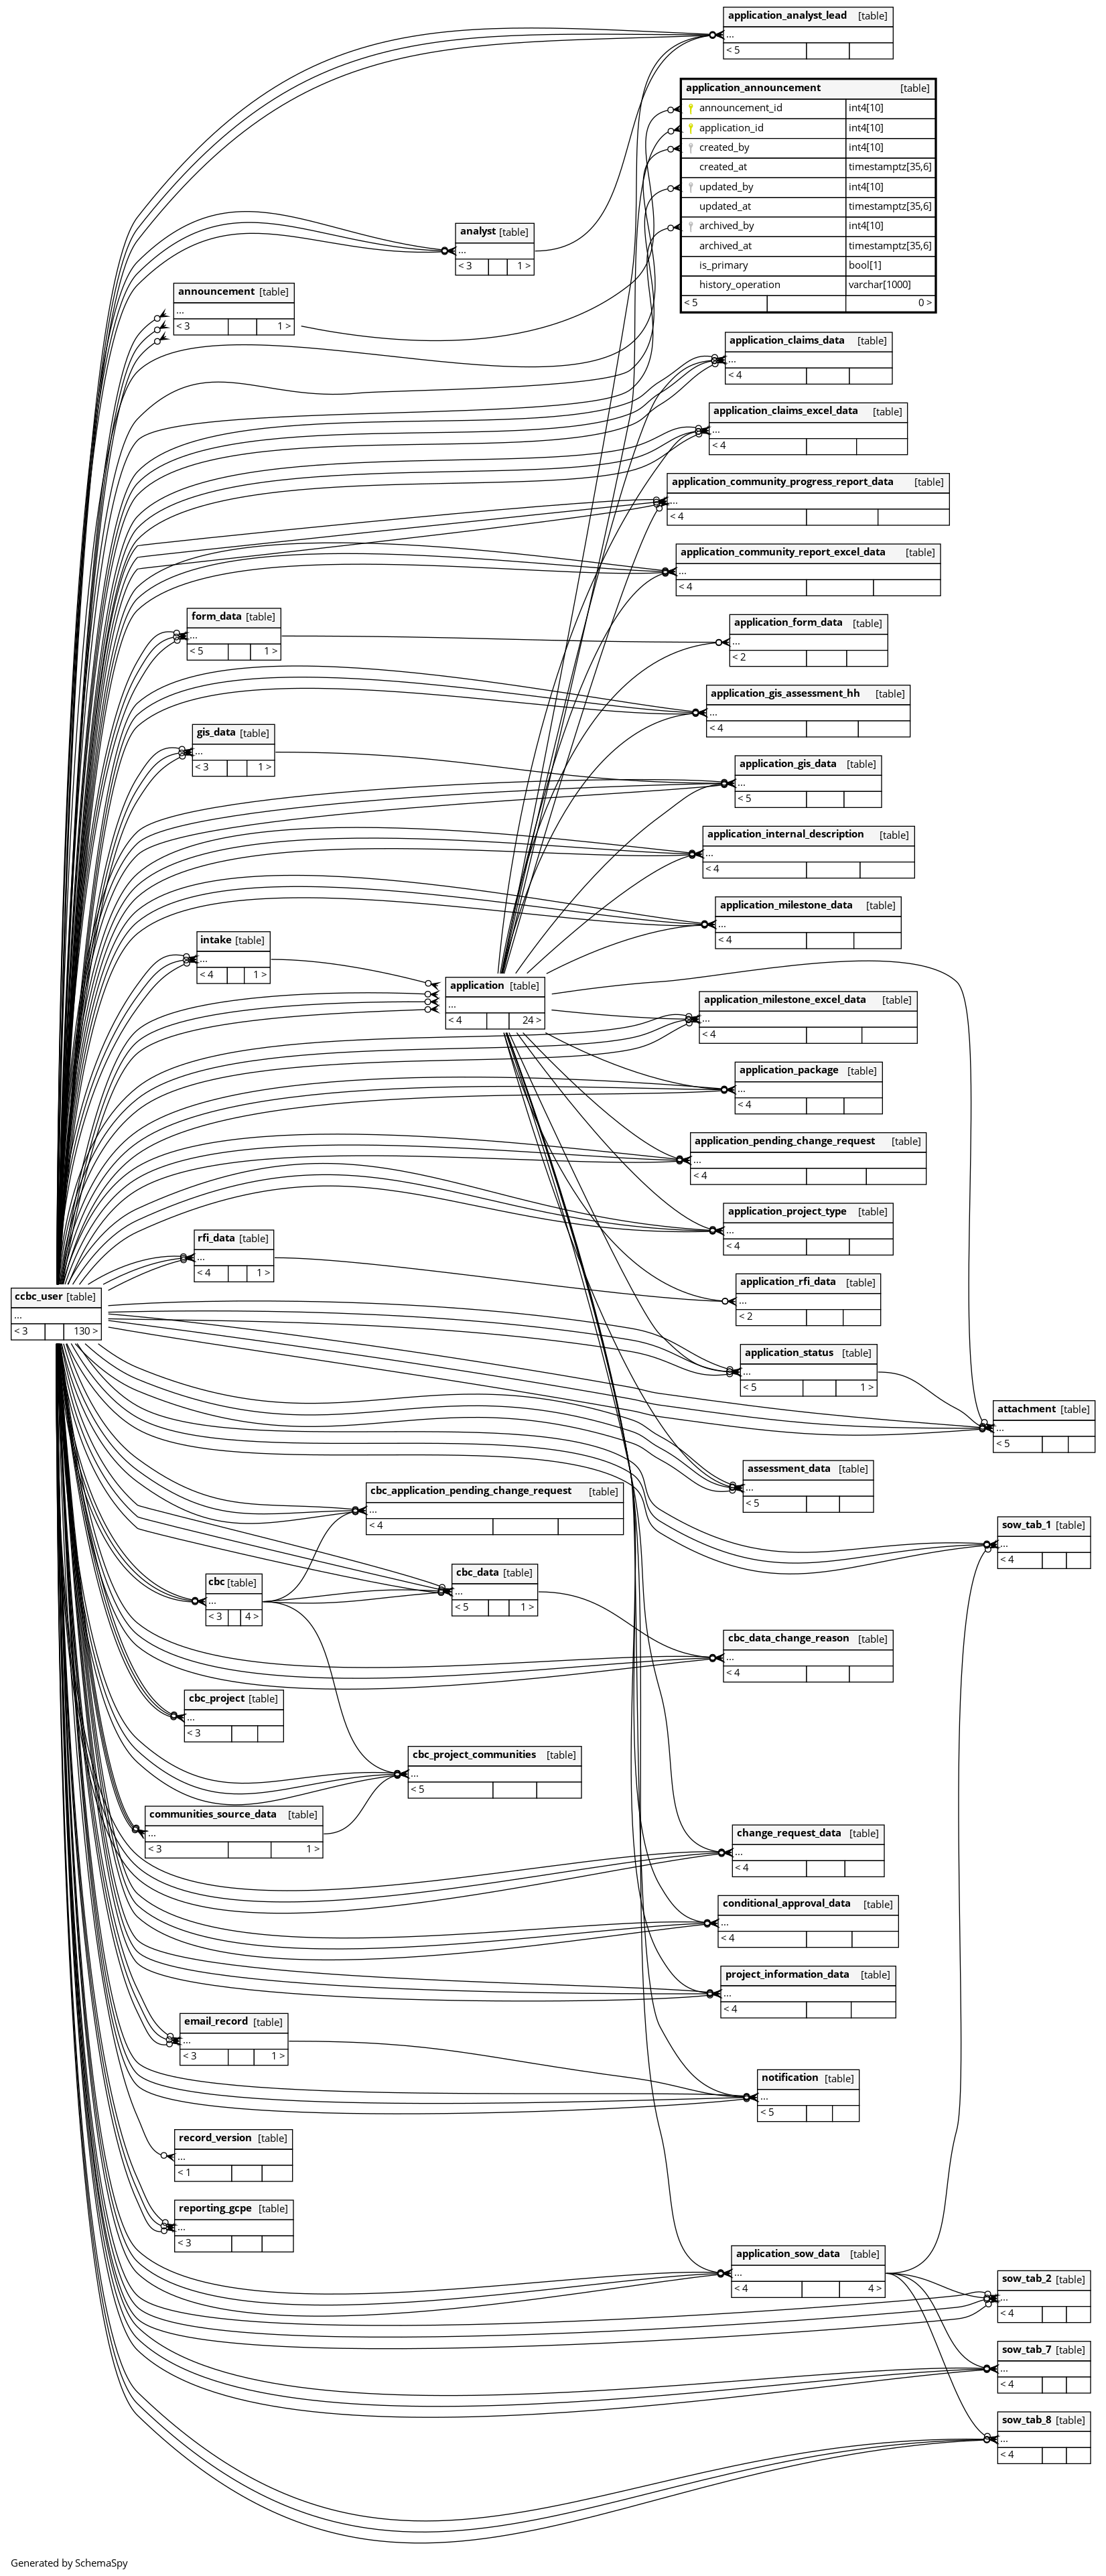 application_analyst_lead [table]
...
< 5
application_announcement [table]
announcement_id int4[10]
application_id int4[10]
created_by int4[10]
created_at timestamptz[35,6]
updated_by int4[10]
updated_at timestamptz[35,6]
archived_by int4[10]
archived_at timestamptz[35,6]
is_primary bool[1]
history_operation varchar[1000]
< 5 0 >
analyst [table]
...
< 3 1 >
announcement [table]
...
< 3 1 >
application_claims_data [table]
...
< 4
application_claims_excel_data [table]
...
< 4
application_community_progress_report_data [table]
...
< 4
application_community_report_excel_data [table]
...
< 4
form_data [table]
...
< 5 1 >
application_form_data [table]
...
< 2
application_gis_assessment_hh [table]
...
< 4
gis_data [table]
...
< 3 1 >
application_gis_data [table]
...
< 5
application_internal_description [table]
...
< 4
application_milestone_data [table]
...
< 4
intake [table]
...
< 4 1 >
application [table]
...
< 4 24 >
application_milestone_excel_data [table]
...
< 4
application_package [table]
...
< 4
application_pending_change_request [table]
...
< 4
application_project_type [table]
...
< 4
rfi_data [table]
...
< 4 1 >
application_rfi_data [table]
...
< 2
ccbc_user [table]
...
< 3 130 >
application_status [table]
...
< 5 1 >
attachment [table]
...
< 5
assessment_data [table]
...
< 5
cbc_application_pending_change_request [table]
...
< 4
sow_tab_1 [table]
...
< 4
cbc_data [table]
...
< 5 1 >
cbc [table]
...
< 3 4 >
cbc_data_change_reason [table]
...
< 4
cbc_project [table]
...
< 3
cbc_project_communities [table]
...
< 5
communities_source_data [table]
...
< 3 1 >
change_request_data [table]
...
< 4
conditional_approval_data [table]
...
< 4
project_information_data [table]
...
< 4
email_record [table]
...
< 3 1 >
notification [table]
...
< 5
record_version [table]
...
< 1
reporting_gcpe [table]
...
< 3
application_sow_data [table]
...
< 4 4 >
sow_tab_2 [table]
...
< 4
sow_tab_7 [table]
...
< 4
sow_tab_8 [table]
...
< 4
Generated by SchemaSpy